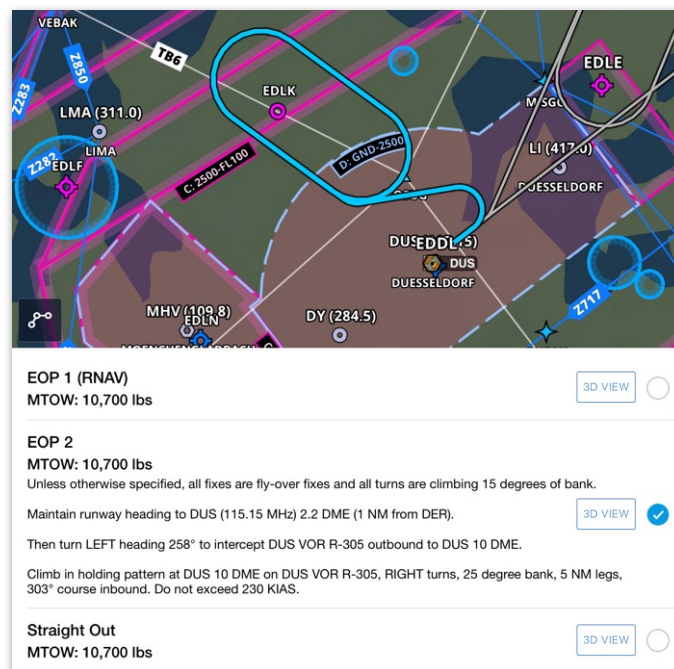 VEBAK
Z283
Z850
TB6
EDLE
EDLK
LMA (311.0)
LIMA
Z282
EDLF
D: GND-2500
C: 2500-FL100
LI (417.0)
DUESSELDORF
EDDL
DUS
DUESSELDORF
MHV (109.8)
EDLN
DY (284.5)
Z717
EOP 1 (RNAV)
MTOW: 10,700 lbs
3D VIEW
EOP 2
MTOW: 10,700 lbs
Unless otherwise specified, all fixes are fly-over fixes and all turns are climbing 15 degrees of bank.
Maintain runway heading to DUS (115.15 MHz) 2.2 DME (1 NM from DER).
3D VIEW
Then turn LEFT heading 258° to intercept DUS VOR R-305 outbound to DUS 10 DME.
Climb in holding pattern at DUS 10 DME on DUS VOR R-305, RIGHT turns, 25 degree bank, 5 NM legs,
303° course inbound. Do not exceed 230 KIAS.
Straight Out
MTOW: 10,700 lbs
3D VIEW